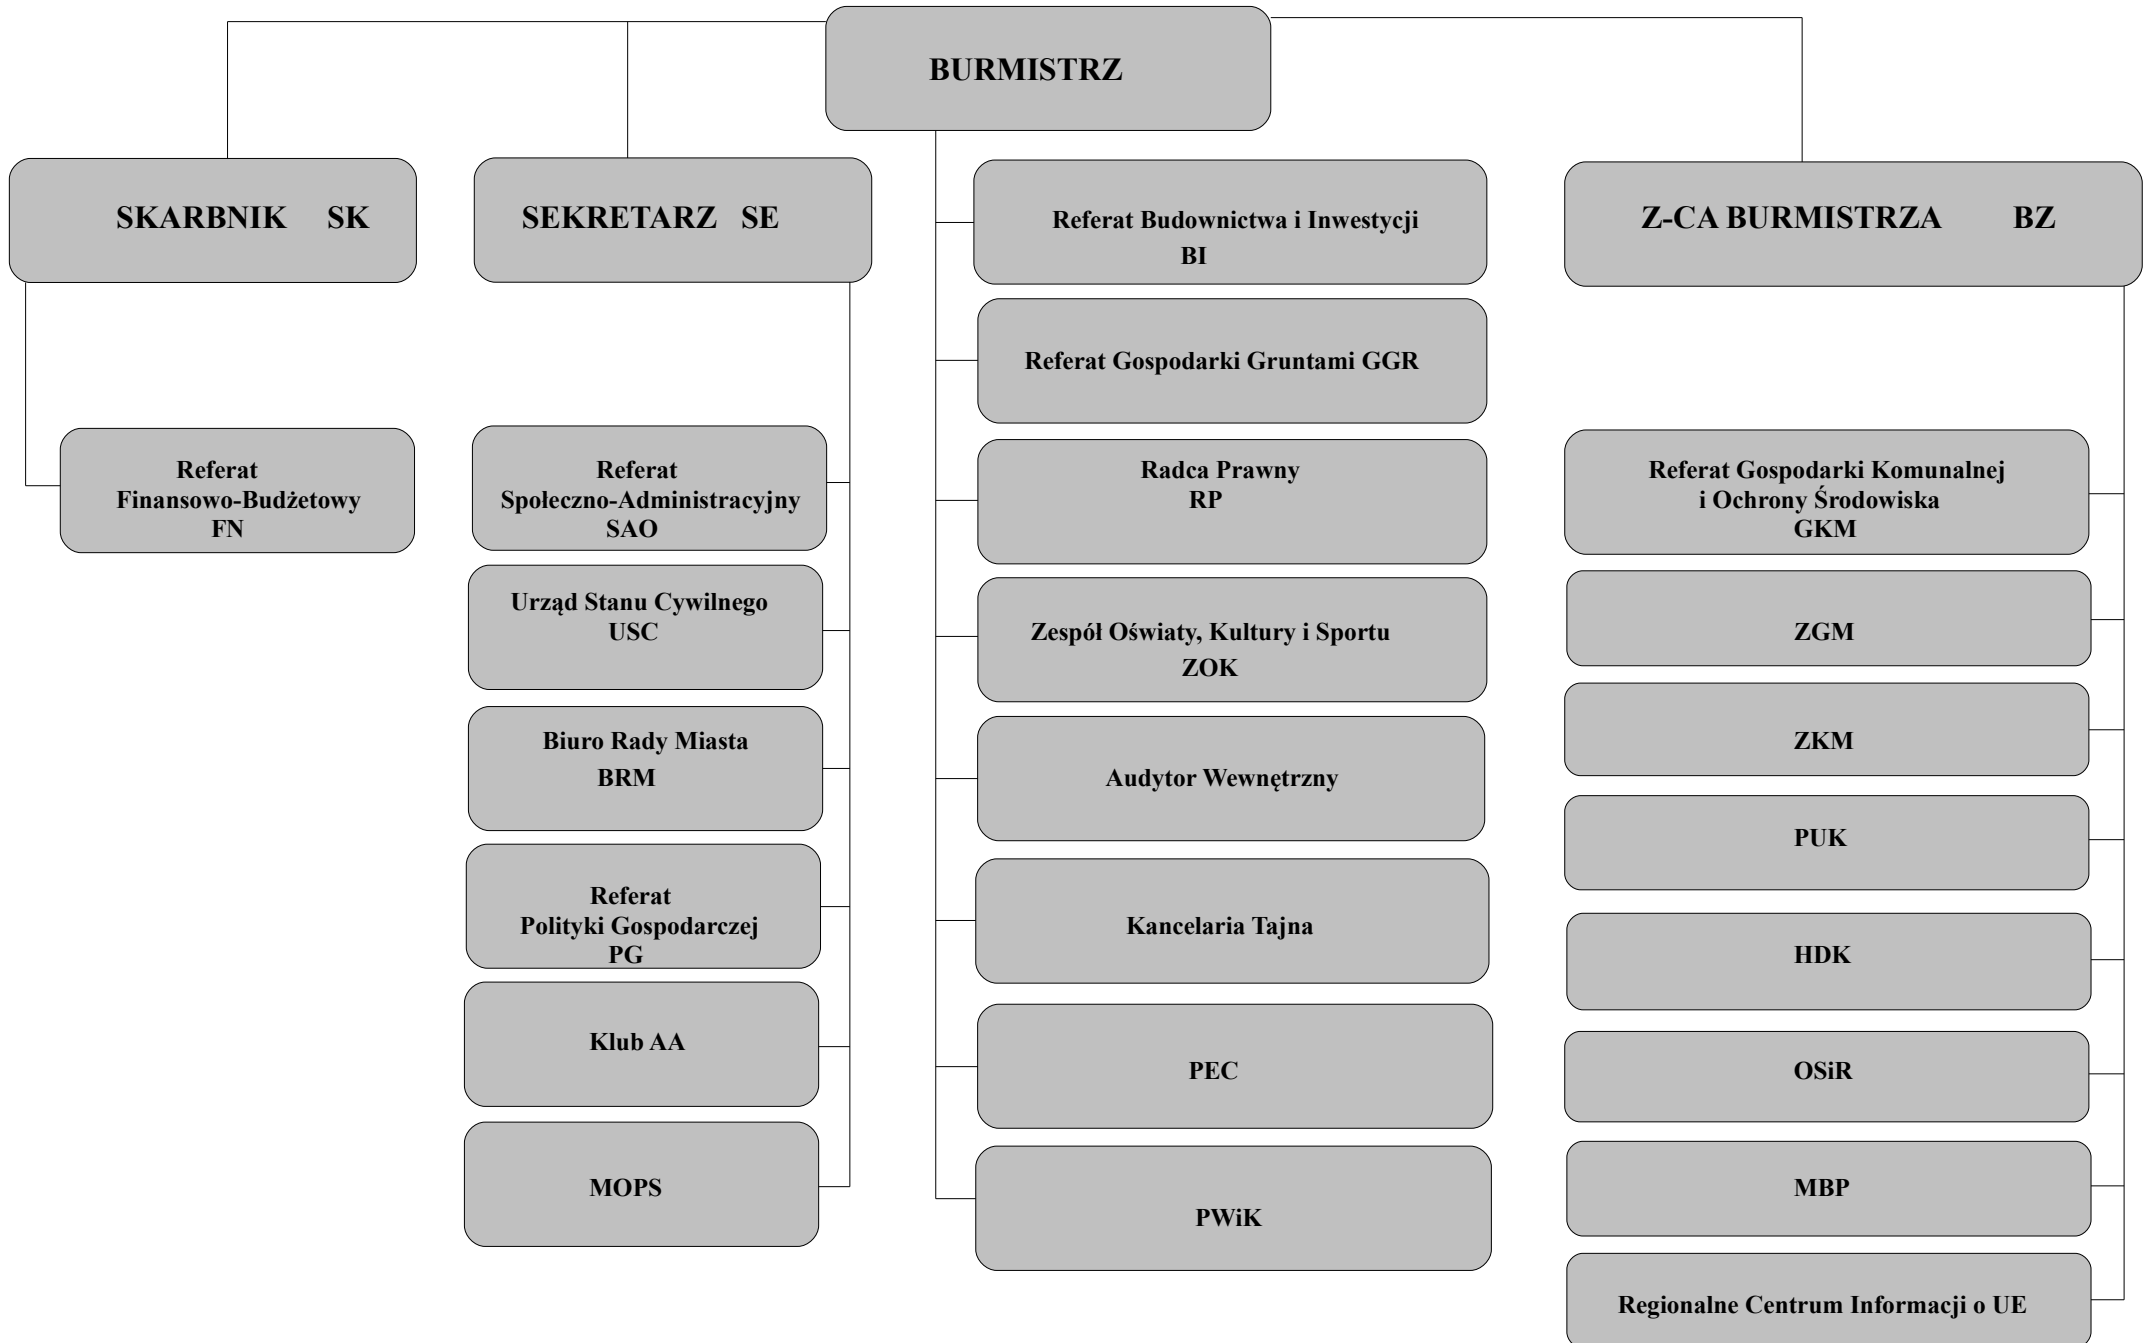 BURMISTRZ
SKARBNIK SK
SEKRETARZ SE
Z-CA BURMISTRZA BZ
Referat
Finansowo-Budżetowy
FN
Referat
Społeczno-Administracyjny
SAO
Urząd Stanu Cywilnego
USC
Biuro Rady Miasta
BRM
Referat
Polityki Gospodarczej
PG
Klub AA
MOPS
Referat Budownictwa i Inwestycji
BI
Referat Gospodarki Gruntami GGR
Radca Prawny
RP
Zespół Oświaty, Kultury i Sportu
ZOK
Audytor Wewnętrzny
Kancelaria Tajna
PEC
PWiK
Referat Gospodarki Komunalnej
i Ochrony Środowiska
GKM
ZGM
ZKM
PUK
HDK
OSiR
MBP
Regionalne Centrum Informacji o UE